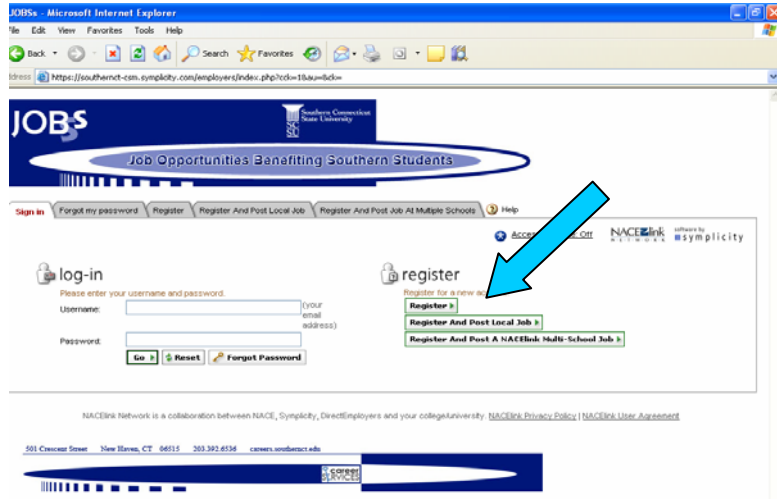 JOBSs - Microsoft Internet Explorer
File Edit View Favorites Tools Help
Back Search Favorites
Address https://southernct-csm.symplicity.com/employers/index.php?cck=1&au=&ck=
JOBSs
Southern Connecticut
State University
SC
SU
Job Opportunities Benefiting Southern Students
Sign in Forgot my password Register Register And Post Local Job Register And Post Job At Multiple Schools Help
Off NACElink software by
NETWORK symplicity
log-in
Please enter your username and password.
Username: (your
email
address)
Password:
Go Reset Forgot Password
register
Register for a new
Register
Register And Post Local Job
Register And Post A NACElink Multi-School Job
NACElink Network is a collaboration between NACE, Symplicity, DirectEmployers and your college/university. NACElink Privacy Policy | NACElink User Agreement
501 Crescent Street New Haven, CT 06515 203.392.6536 careers.southernct.edu
career
SERVICES